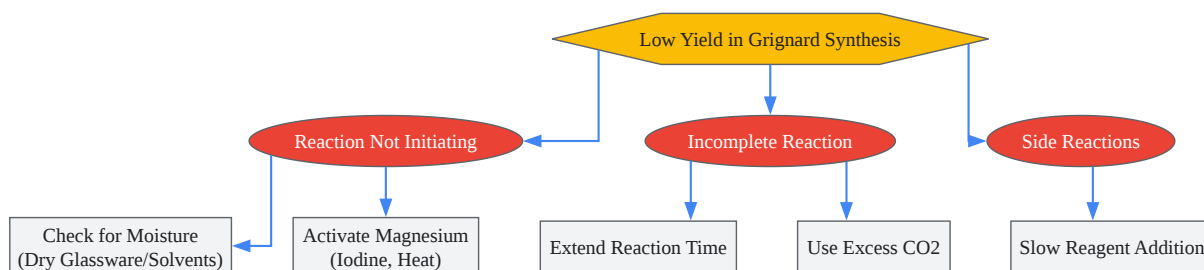 Low Yield in Grignard Synthesis
Reaction Not Initiating
Incomplete Reaction
Side Reactions
Check for Moisture
(Dry Glassware/Solvents)
Activate Magnesium
(Iodine, Heat)
Extend Reaction Time
Use Excess CO2
Slow Reagent Addition